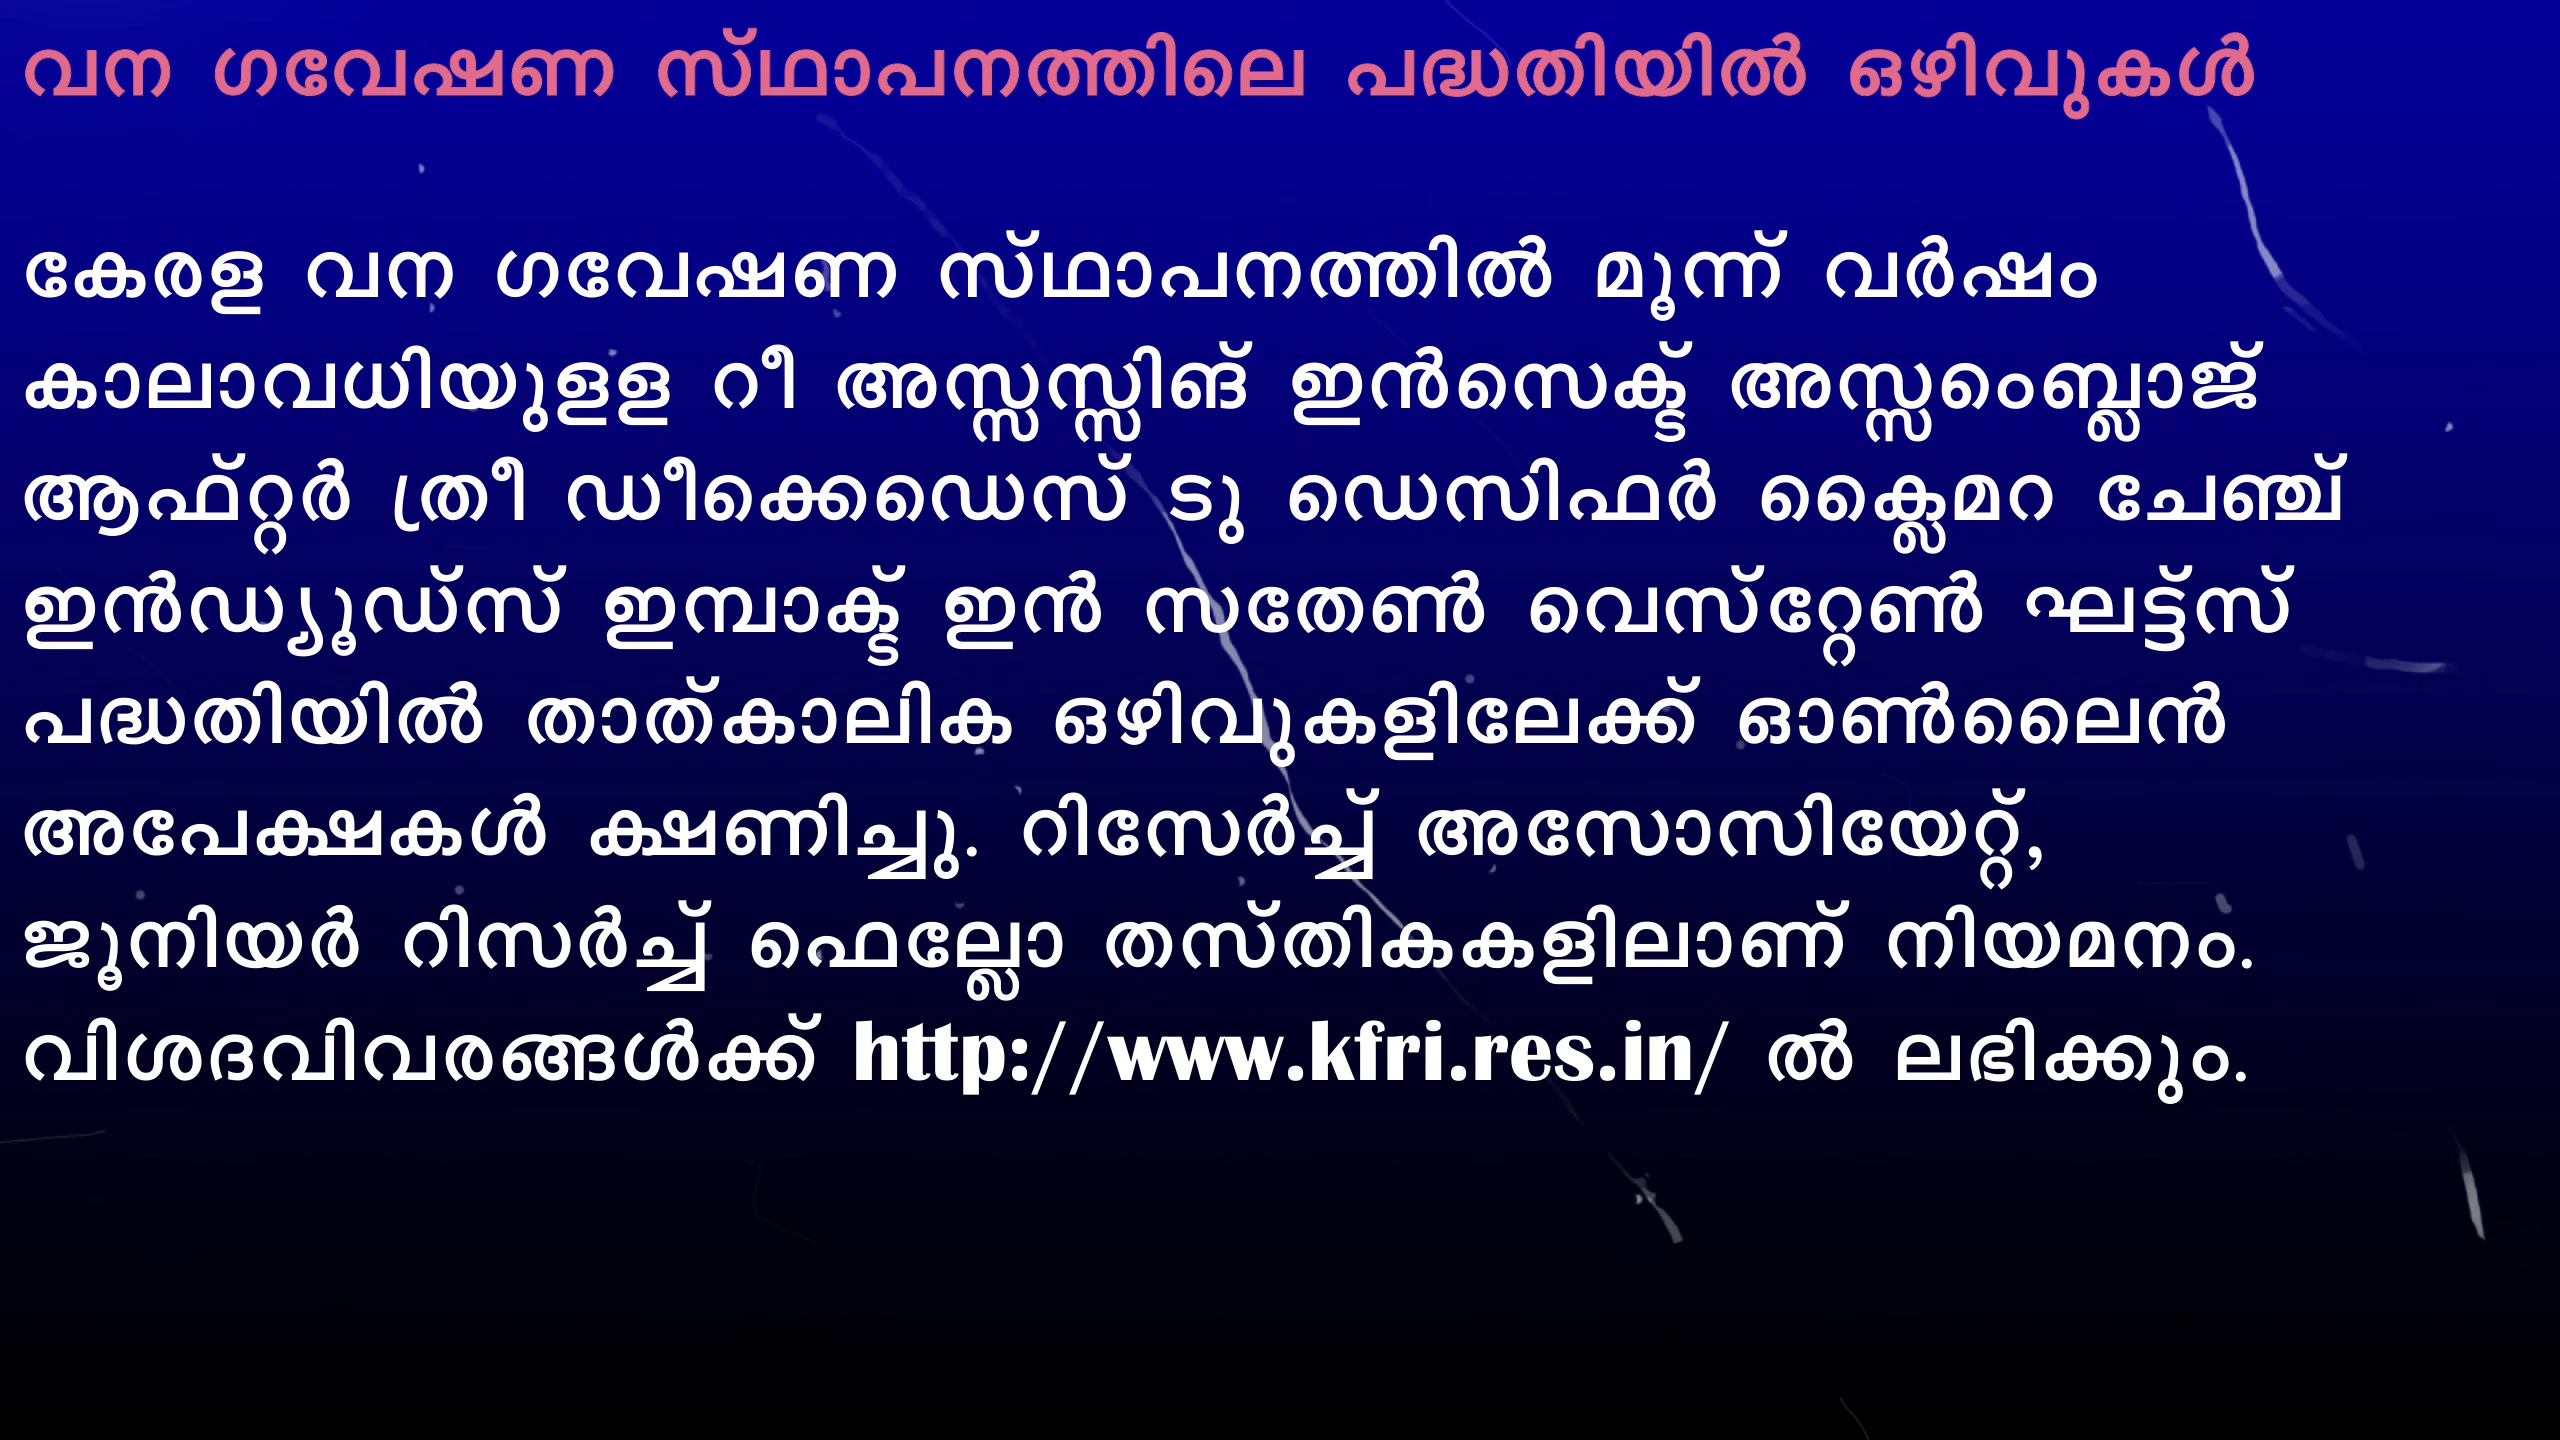 വന ഗവേഷണ സ്ഥാപനത്തിലെ പദ്ധതിയിൽ ഒഴിവുകൾ
കേരള വന ഗവേഷണ സ്ഥാപനത്തിൽ മൂന്ന് വർഷം
കാലാവധിയുളള റീ അസ്സസ്സിങ് ഇൻസെക്ട് അസ്സംെബ്ലാജ്
ആഫ്റ്റർ ത്രീ ഡീക്കെഡെസ് ടു ഡെസിഫർ ക്ലൈമറ ചേഞ്ച്
ഇൻഡ്യൂഡ്സ് ഇമ്പാക്ട് ഇൻ സതേൺ വെസ്റ്റേൺ ഘട്ട്സ്
പദ്ധതിയിൽ താത്കാലിക ഒഴിവുകളിലേക്ക് ഓൺലൈൻ
അപേക്ഷകൾ ക്ഷണിച്ചു. റിസേർച്ച് അസോസിയേറ്റ്,
ജൂനിയർ റിസർച്ച് ഫെല്ലോ തസ്തികകളിലാണ് നിയമനം.
വിശദവിവരങ്ങൾക്ക് http://www.kfri.res.in/ ൽ ലഭിക്കും.